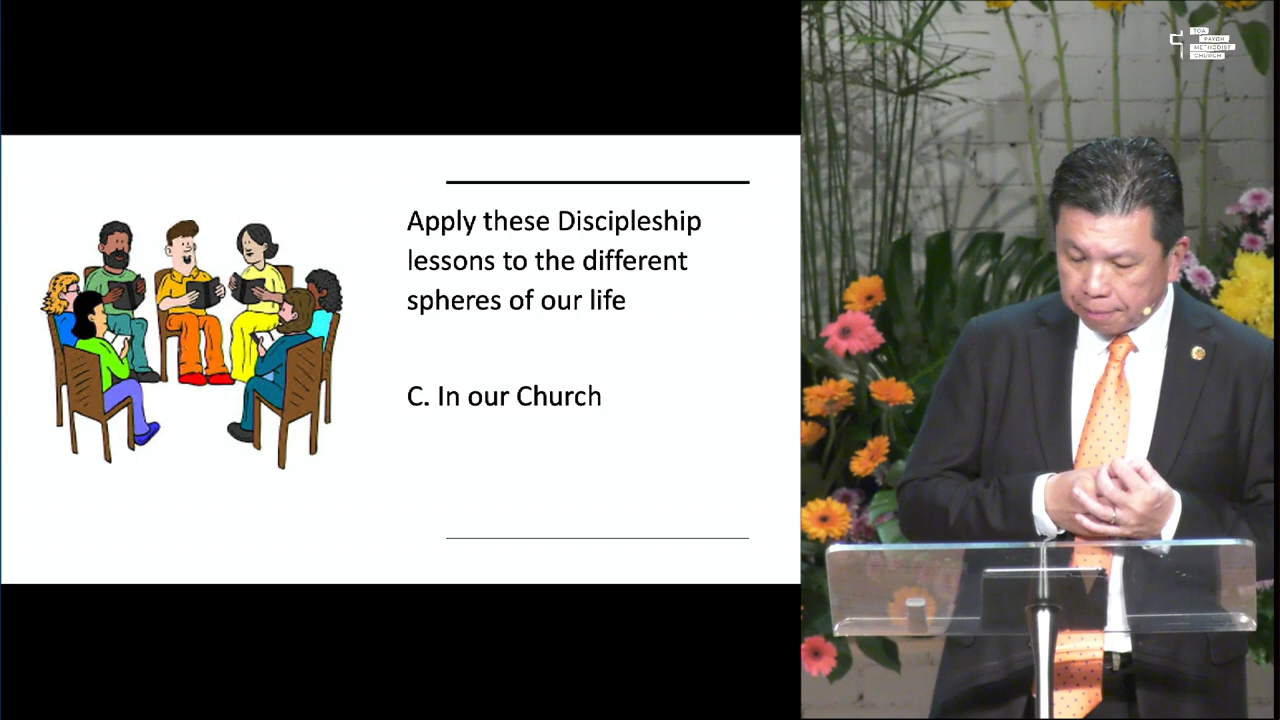 Apply these Discipleship
lessons to the different
spheres of our life
C. In our Church
TOA
PAYOH
METHODIST
CHURCH